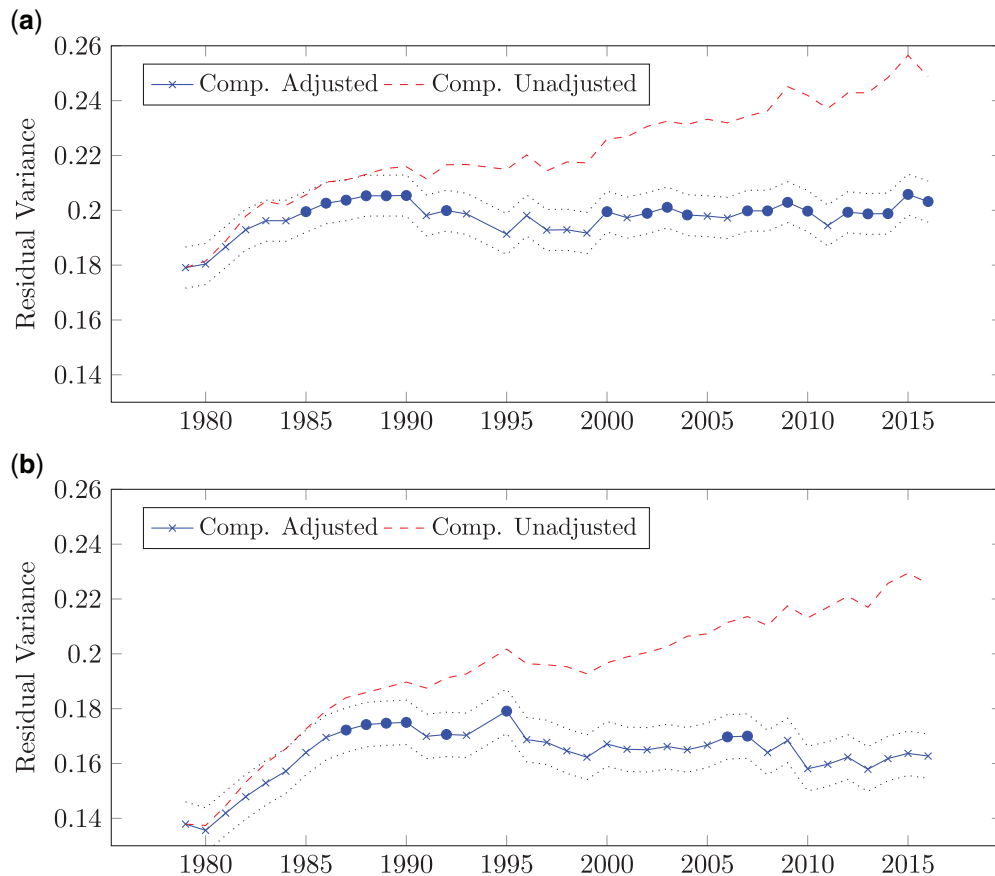 (a)
0.26
0.24
0.22
0.2
0.18
0.16
0.14
Residual Variance
Comp. Adjusted
Comp. Unadjusted
1980 1985 1990 1995 2000 2005 2010 2015
(b)
0.26
0.24
0.22
0.2
0.18
0.16
0.14
Residual Variance
Comp. Adjusted
Comp. Unadjusted
1980 1985 1990 1995 2000 2005 2010 2015